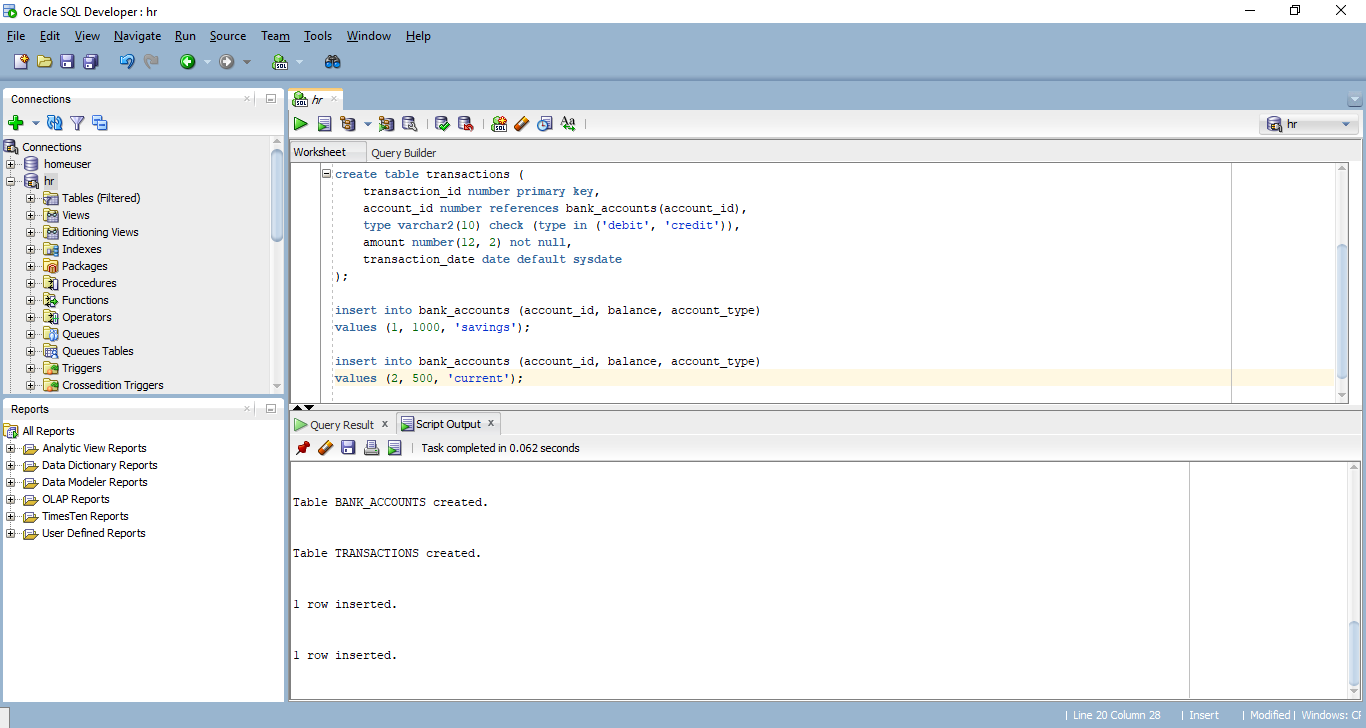 Oracle SQL Developer : hr
File Edit View Navigate Run Source Team Tools Window Help
Connections
Connections
homeuser
hr
Tables (Filtered)
Views
Editioning Views
Indexes
Packages
Procedures
Functions
Operators
Queues
Queues Tables
Triggers
Crossedition Triggers
Reports
All Reports
Analytic View Reports
Data Dictionary Reports
Data Modeler Reports
OLAP Reports
TimesTen Reports
User Defined Reports
hr
hr
Worksheet Query Builder
create table transactions (
    transaction_id number primary key,
    account_id number references bank_accounts(account_id),
    type varchar2(10) check (type in ('debit', 'credit')),
    amount number(12, 2) not null,
    transaction_date date default sysdate
);
insert into bank_accounts (account_id, balance, account_type)
values (1, 1000, 'savings');
insert into bank_accounts (account_id, balance, account_type)
values (2, 500, 'current');
Query Result x Script Output x
Task completed in 0.062 seconds
Table BANK_ACCOUNTS created.
Table TRANSACTIONS created.
1 row inserted.
1 row inserted.
| Line 20 Column 28 | Insert | Modified | Windows: CF